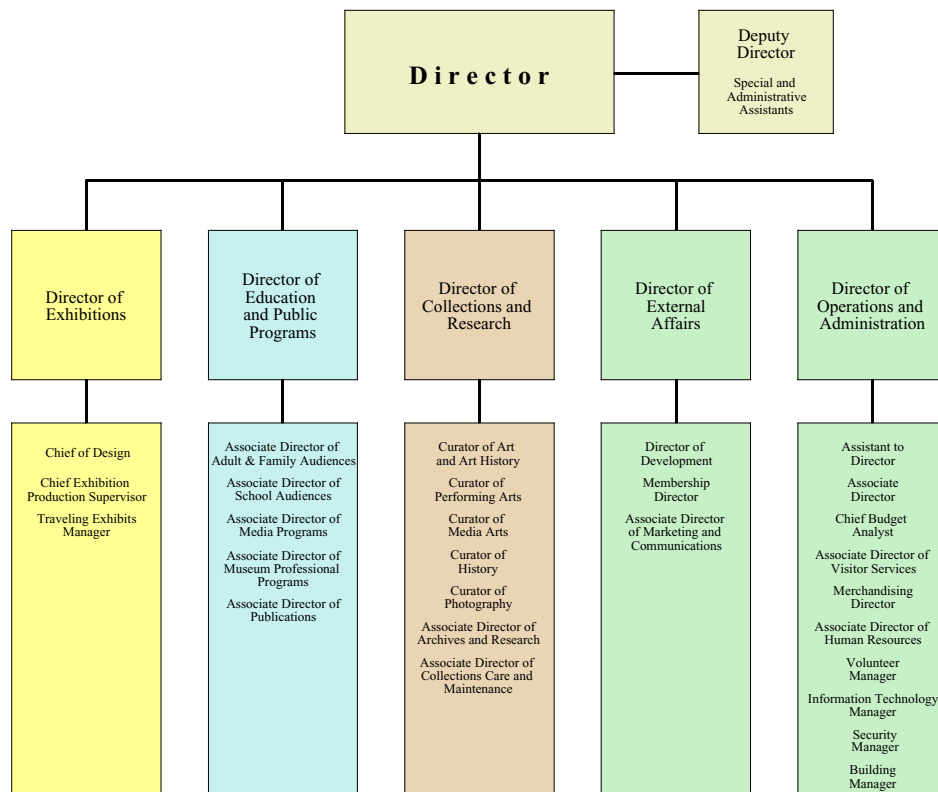 Director
Deputy
Director
Special and
Administrative
Assistants
Director of
Exhibitions
Director of
Education
and Public
Programs
Director of
Collections and
Research
Director of
External
Affairs
Director of
Operations and
Administration
Chief of Design
Chief Exhibition
Production Supervisor
Traveling Exhibits
Manager
Associate Director of
Adult & Family Audiences
Associate Director of
School Audiences
Associate Director of
Media Programs
Associate Director of
Museum Professional
Programs
Associate Director of
Publications
Curator of Art
and Art History
Curator of
Performing Arts
Curator of
Media Arts
Curator of
History
Curator of
Photography
Associate Director of
Archives and Research
Associate Director of
Collections Care and
Maintenance
Director of
Development
Membership
Director
Associate Director
of Marketing and
Communications
Assistant to
Director
Associate
Director
Chief Budget
Analyst
Associate Director of
Visitor Services
Merchandising
Director
Associate Director of
Human Resources
Volunteer
Manager
Information Technology
Manager
Security
Manager
Building
Manager